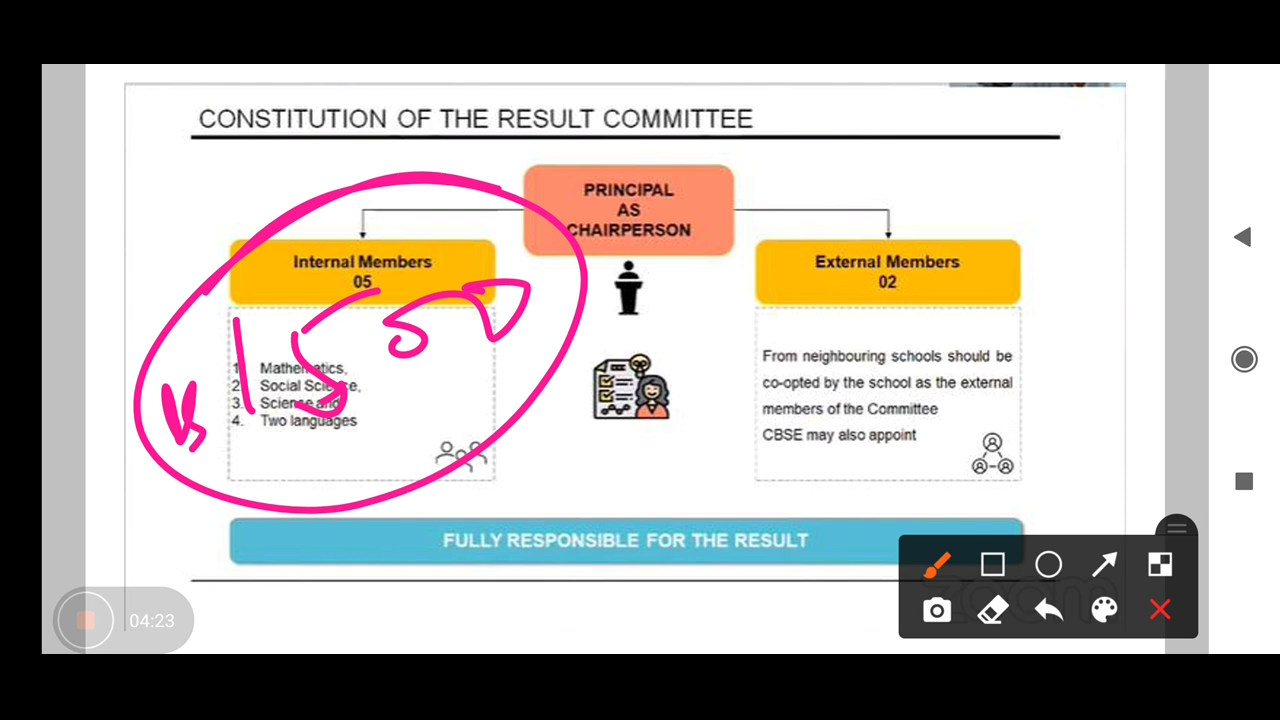 CONSTITUTION OF THE RESULT COMMITTEE
PRINCIPAL
AS
CHAIRPERSON
Internal Members
05
External Members
02
1. Mathematics,
2. Social Science,
3. Science and
4. Two languages
From neighbouring schools should be
co-opted by the school as the external
members of the Committee
CBSE may also appoint
FULLY RESPONSIBLE FOR THE RESULT
zoom
04:23